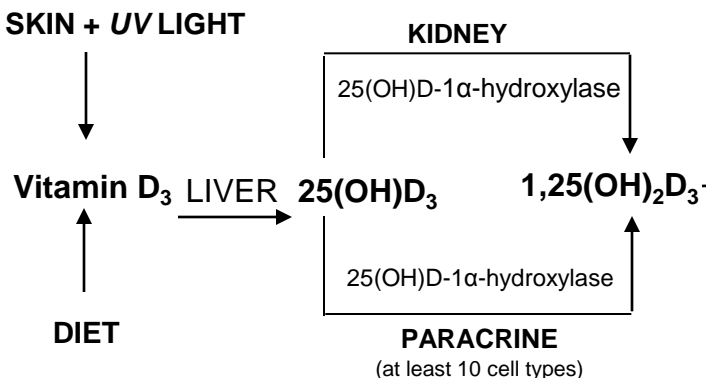 SKIN + UV LIGHT
KIDNEY
25(OH)D-1α-hydroxylase
Vitamin D₃
LIVER
25(OH)D₃
1,25(OH)₂D₃
25(OH)D-1α-hydroxylase
DIET
PARACRINE
(at least 10 cell types)